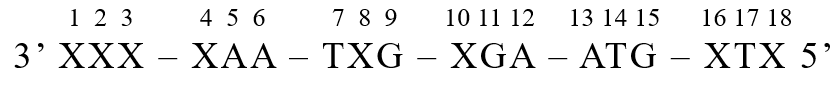 1 2 3 4 5 6 7 8 9 10 11 12 13 14 15 16 17 18
3’ XXX – XAA – TXG – XGA – ATG – XTX 5’